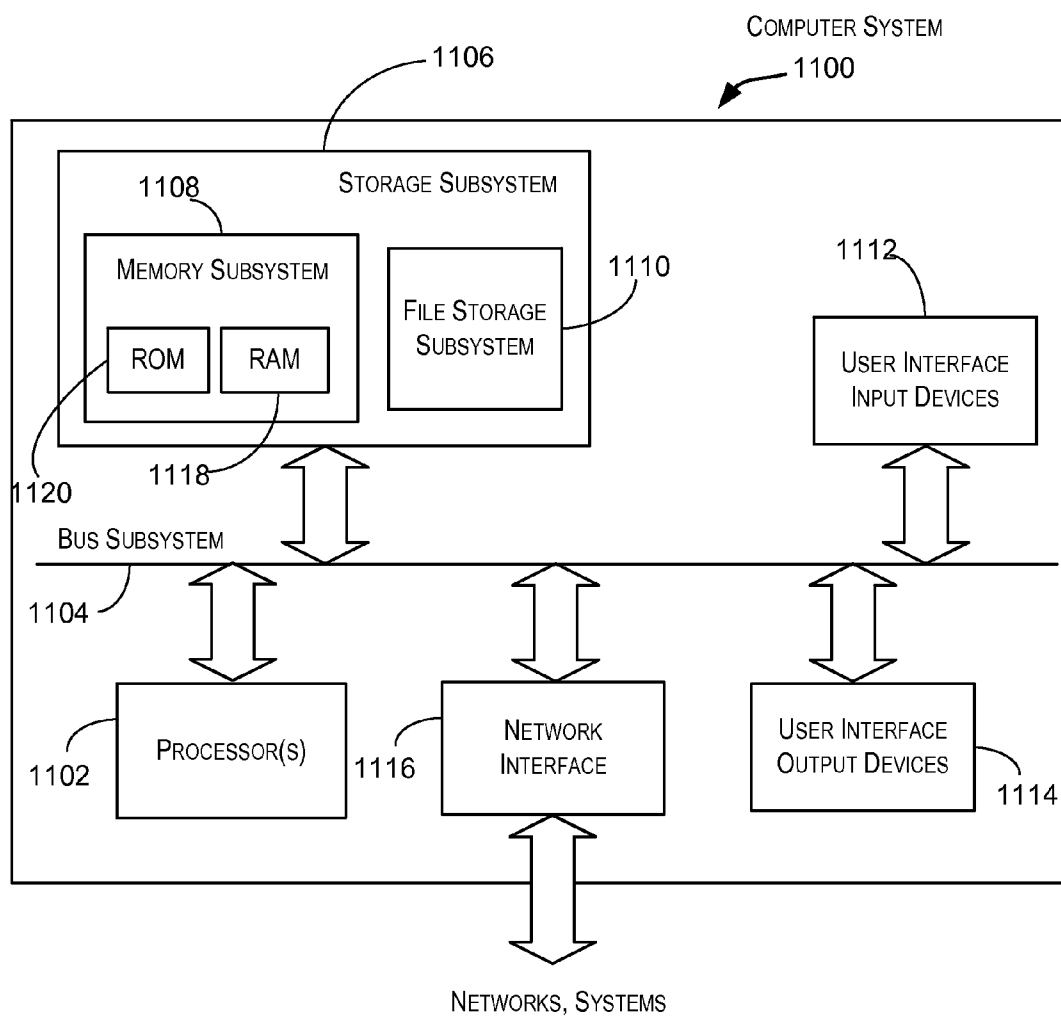 COMPUTER SYSTEM
1100
1106
STORAGE SUBSYSTEM
1108
MEMORY SUBSYSTEM
ROM
RAM
1110
FILE STORAGE
SUBSYSTEM
1112
USER INTERFACE
INPUT DEVICES
1120
1118
BUS SUBSYSTEM
1104
PROCESSOR(S)
1102
NETWORK
INTERFACE
1116
USER INTERFACE
OUTPUT DEVICES
1114
NETWORKS, SYSTEMS